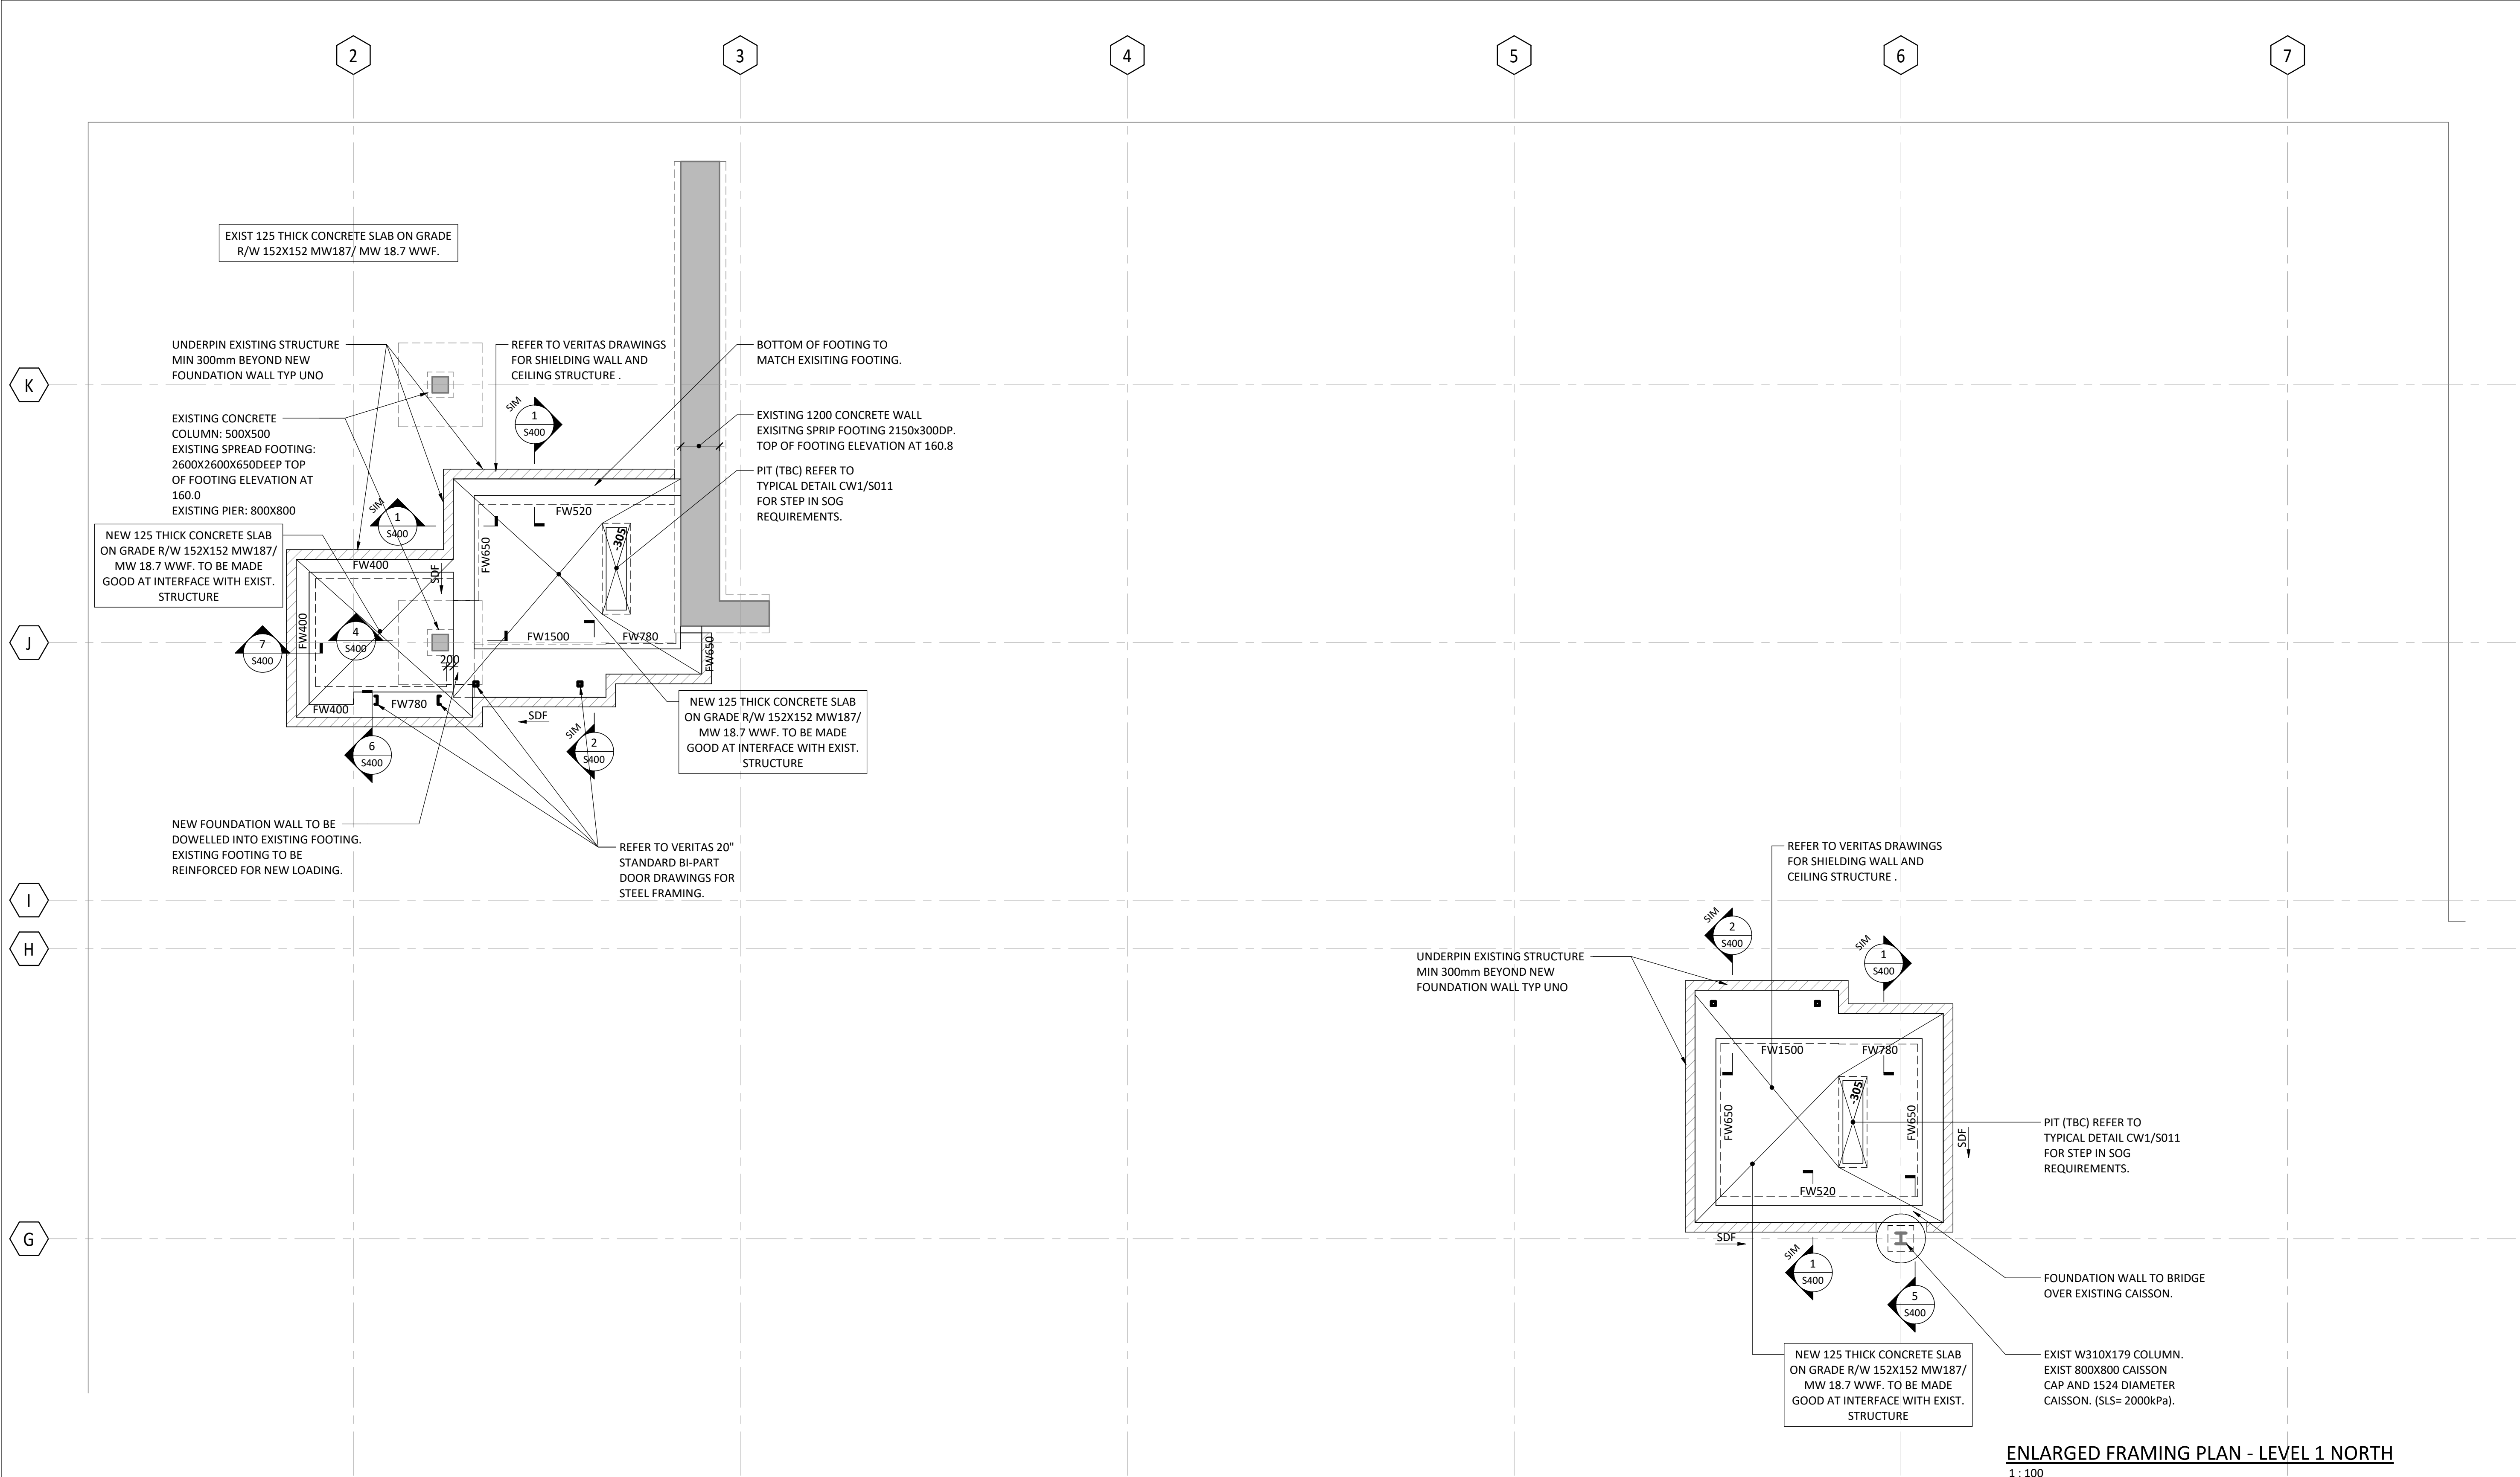 2
3
4
5
6
7
EXIST 125 THICK CONCRETE SLAB ON GRADE
R/W 152X152 MW187/ MW 18.7 WWF.
UNDERPIN EXISTING STRUCTURE
MIN 300mm BEYOND NEW
FOUNDATION WALL TYP UNO
REFER TO VERITAS DRAWINGS
FOR SHIELDING WALL AND
CEILING STRUCTURE .
BOTTOM OF FOOTING TO
MATCH EXISITING FOOTING.
K
EXISTING CONCRETE
COLUMN: 500X500
EXISTING SPREAD FOOTING:
2600X2600X650DEEP TOP
OF FOOTING ELEVATION AT
160.0
EXISTING PIER: 800X800
SIM
1
S400
EXISTING 1200 CONCRETE WALL
EXISITNG SPRIP FOOTING 2150x300DP.
TOP OF FOOTING ELEVATION AT 160.8
PIT (TBC) REFER TO
TYPICAL DETAIL CW1/S011
FOR STEP IN SOG
REQUIREMENTS.
SIM
1
S400
NEW 125 THICK CONCRETE SLAB
ON GRADE R/W 152X152 MW187/
MW 18.7 WWF. TO BE MADE
GOOD AT INTERFACE WITH EXIST.
STRUCTURE
FW520
-305
FW650
FW400
SDF
FW400
J
7
S400
4
S400
FW1500
FW780
FW650
200
FW400
FW780
SDF
6
S400
SIM
2
S400
NEW 125 THICK CONCRETE SLAB
ON GRADE R/W 152X152 MW187/
MW 18.7 WWF. TO BE MADE
GOOD AT INTERFACE WITH EXIST.
STRUCTURE
NEW FOUNDATION WALL TO BE
DOWELLED INTO EXISTING FOOTING.
EXISTING FOOTING TO BE
REINFORCED FOR NEW LOADING.
REFER TO VERITAS 20"
STANDARD BI-PART
DOOR DRAWINGS FOR
STEEL FRAMING.
REFER TO VERITAS DRAWINGS
FOR SHIELDING WALL AND
CEILING STRUCTURE .
I
H
SIM
2
S400
SIM
1
S400
UNDERPIN EXISTING STRUCTURE
MIN 300mm BEYOND NEW
FOUNDATION WALL TYP UNO
FW1500
FW780
-305
FW650
FW650
SDF
PIT (TBC) REFER TO
TYPICAL DETAIL CW1/S011
FOR STEP IN SOG
REQUIREMENTS.
FW520
G
SDF
SIM
1
S400
5
S400
FOUNDATION WALL TO BRIDGE
OVER EXISTING CAISSON.
NEW 125 THICK CONCRETE SLAB
ON GRADE R/W 152X152 MW187/
MW 18.7 WWF. TO BE MADE
GOOD AT INTERFACE WITH EXIST.
STRUCTURE
EXIST W310X179 COLUMN.
EXIST 800X800 CAISSON
CAP AND 1524 DIAMETER
CAISSON. (SLS= 2000kPa).
ENLARGED FRAMING PLAN - LEVEL 1 NORTH
1 : 100